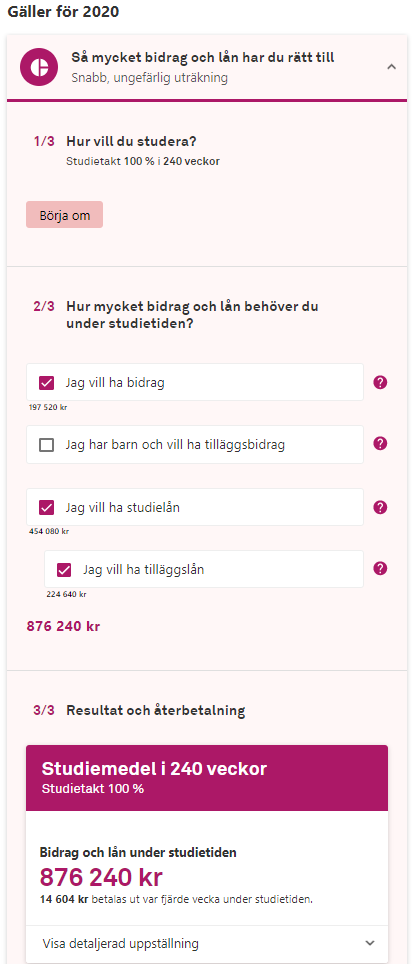 Gäller för 2020
Så mycket bidrag och lån har du rätt till
Snabb, ungefärlig uträkning
1/3 Hur vill du studera?
Studietakt 100 % i 240 veckor
Börja om
2/3 Hur mycket bidrag och lån behöver du
under studietiden?
Jag vill ha bidrag
?
197 520 kr
Jag har barn och vill ha tilläggsbidrag
?
Jag vill ha studielån
?
454 080 kr
Jag vill ha tilläggslån
?
224 640 kr
876 240 kr
3/3 Resultat och återbetalning
Studiemedel i 240 veckor
Studietakt 100 %
Bidrag och lån under studietiden
876 240 kr
14 604 kr betalas ut var fjärde vecka under studietiden.
Visa detaljerad uppställning